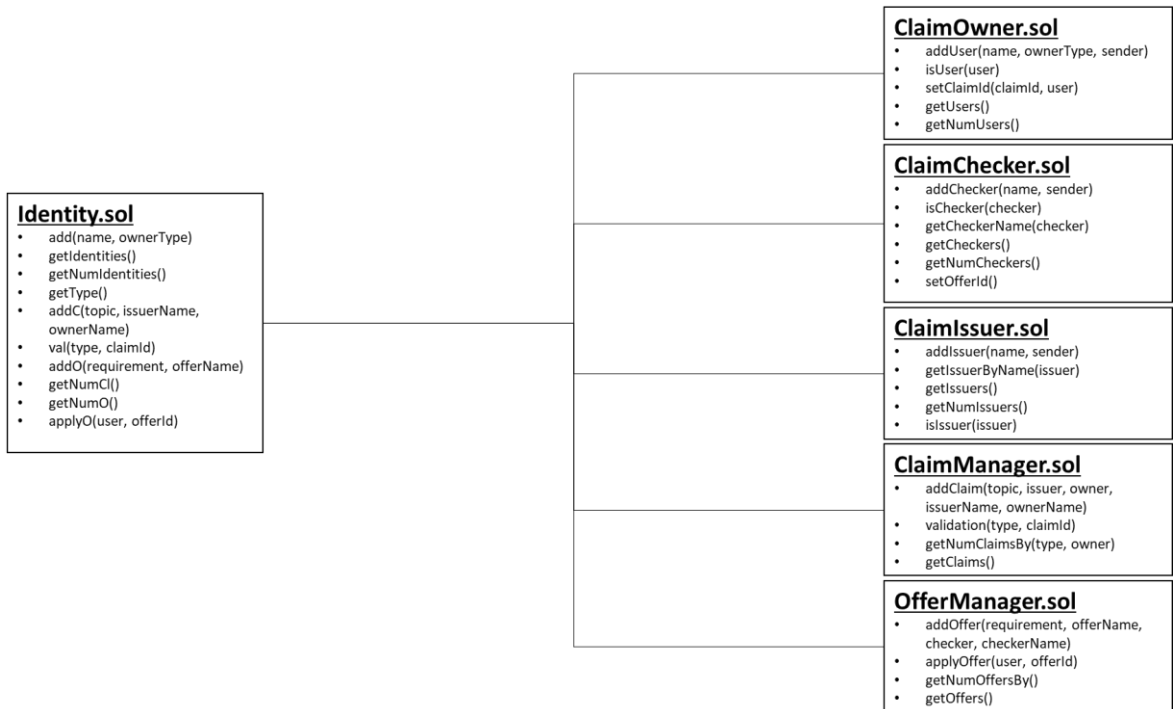 Identity.sol
• add(name, ownerType)
• getIdentities()
• getNumIdentities()
• getType()
• addC(topic, issuerName,
ownerName)
• val(type, claimId)
• addO(requirement, offerName)
• getNumCl()
• getNumO()
• applyO(user, offerId)
ClaimOwner.sol
• addUser(name, ownerType, sender)
• isUser(user)
• setClaimId(claimId, user)
• getUsers()
• getNumUsers()
ClaimChecker.sol
• addChecker(name, sender)
• isChecker(checker)
• getCheckerName(checker)
• getCheckers()
• getNumCheckers()
• setOfferId()
ClaimIssuer.sol
• addIssuer(name, sender)
• getIssuerByName(issuer)
• getIssuers()
• getNumIssuers()
• isIssuer(issuer)
ClaimManager.sol
• addClaim(topic, issuer, owner,
issuerName, ownerName)
• validation(type, claimId)
• getNumClaimsBy(type, owner)
• getClaims()
OfferManager.sol
• addOffer(requirement, offerName,
checker, checkerName)
• applyOffer(user, offerId)
• getNumOffersBy()
• getOffers()